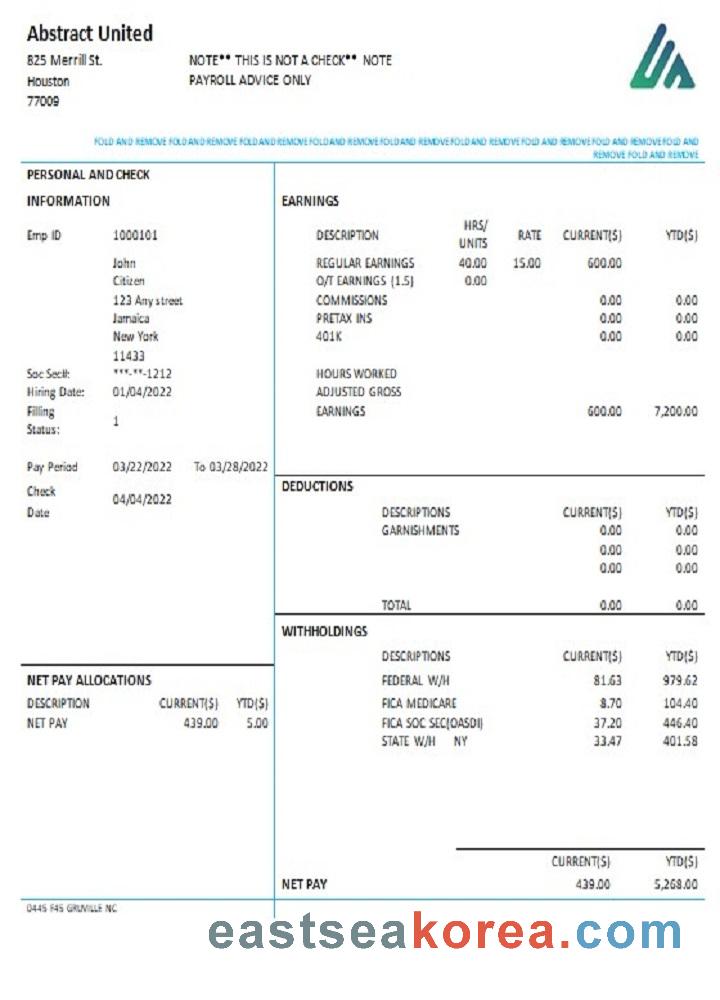 Abstract United
825 Merrill St.
Houston
77009
NOTE** THIS IS NOT A CHECK** NOTE
PAYROLL ADVICE ONLY
FOLD AND REMOVE FOLD AND REMOVE FOLD AND REMOVE FOLD AND REMOVE FOLD AND REMOVE FOLD AND REMOVE FOLD AND REMOVE FOLD AND REMOVE FOLD AND
REMOVE FOLD AND REMOVE
PERSONAL AND CHECK
INFORMATION
Emp ID 1000101
John
Citizen
123 Any street
Jamaica
New York
11433
Soc Sec#: ***-**-1212
Hiring Date: 01/04/2022
Filling
Status: 1
Pay Period 03/22/2022 To 03/28/2022
Check
Date 04/04/2022
NET PAY ALLOCATIONS
DESCRIPTION CURRENT($) YTD($)
NET PAY 439.00 5.00
EARNINGS
DESCRIPTION HRS/ UNITS RATE CURRENT($) YTD($)
REGULAR EARNINGS 40.00 15.00 600.00
O/T EARNINGS (1.5) 0.00
COMMISSIONS 0.00 0.00
PRETAX INS 0.00 0.00
401K 0.00 0.00
HOURS WORKED
ADJUSTED GROSS
EARNINGS 600.00 7,200.00
DEDUCTIONS
DESCRIPTIONS CURRENT($) YTD($)
GARNISHMENTS 0.00 0.00
0.00 0.00
0.00 0.00
TOTAL 0.00 0.00
WITHHOLDINGS
DESCRIPTIONS CURRENT($) YTD($)
FEDERAL W/H 81.63 979.62
FICA MEDICARE 8.70 104.40
FICA SOC SEC(OASDI) 37.20 446.40
STATE W/H NY 33.47 401.58
CURRENT($) YTD($)
NET PAY 439.00 5,268.00
0445 F45 GRUVILLE NC
eastseakorea.com